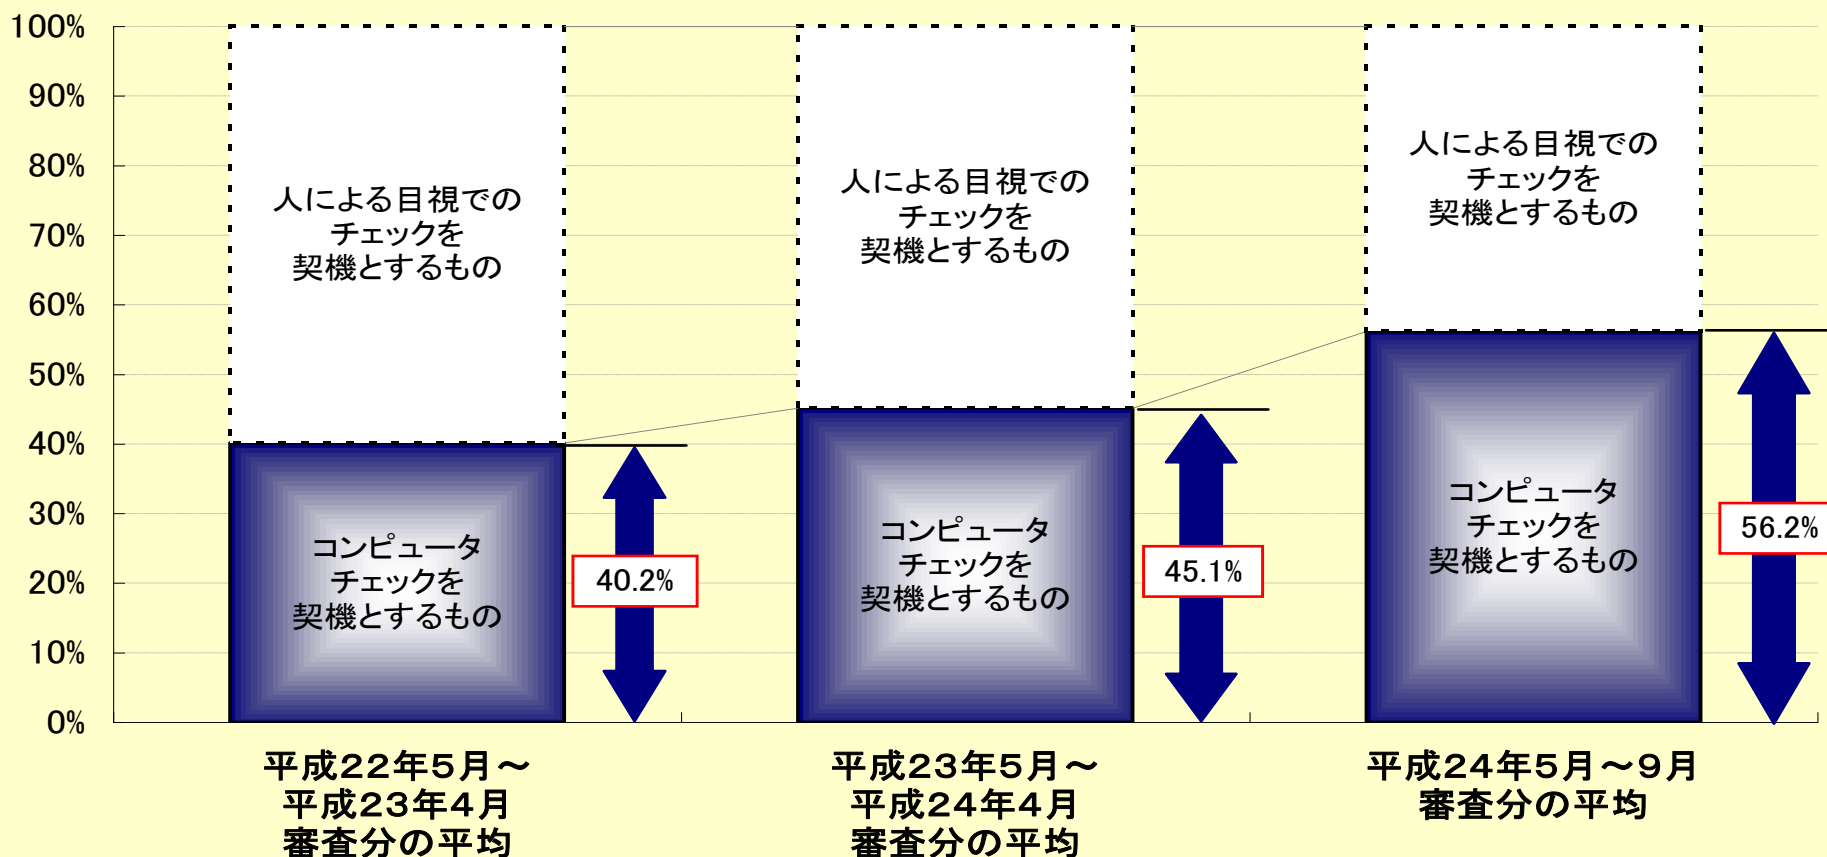 100%
90%
80%
70%
60%
50%
40%
30%
20%
10%
0%
人による目視での
チェックを
契機とするもの
コンピュータ
チェックを
契機とするもの
40.2%
人による目視での
チェックを
契機とするもの
コンピュータ
チェックを
契機とするもの
45.1%
人による目視での
チェックを
契機とするもの
コンピュータ
チェックを
契機とするもの
56.2%
平成22年5月～
平成23年4月
審査分の平均
平成23年5月～
平成24年4月
審査分の平均
平成24年5月～9月
審査分の平均